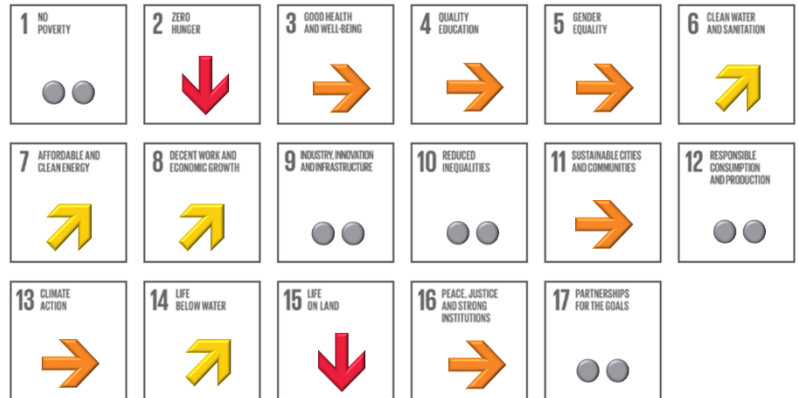 1 NO
POVERTY
2 ZERO
HUNGER
3 GOOD HEALTH
AND WELL-BEING
4 QUALITY
EDUCATION
5 GENDER
EQUALITY
6 CLEAN WATER
AND SANITATION
7 AFFORDABLE AND
CLEAN ENERGY
8 DECENT WORK AND
ECONOMIC GROWTH
9 INDUSTRY, INNOVATION
AND INFRASTRUCTURE
10 REDUCED
INEQUALITIES
11 SUSTAINABLE CITIES
AND COMMUNITIES
12 RESPONSIBLE
CONSUMPTION
AND PRODUCTION
13 CLIMATE
ACTION
14 LIFE
BELOW WATER
15 LIFE
ON LAND
16 PEACE, JUSTICE
AND STRONG
INSTITUTIONS
17 PARTNERSHIPS
FOR THE GOALS